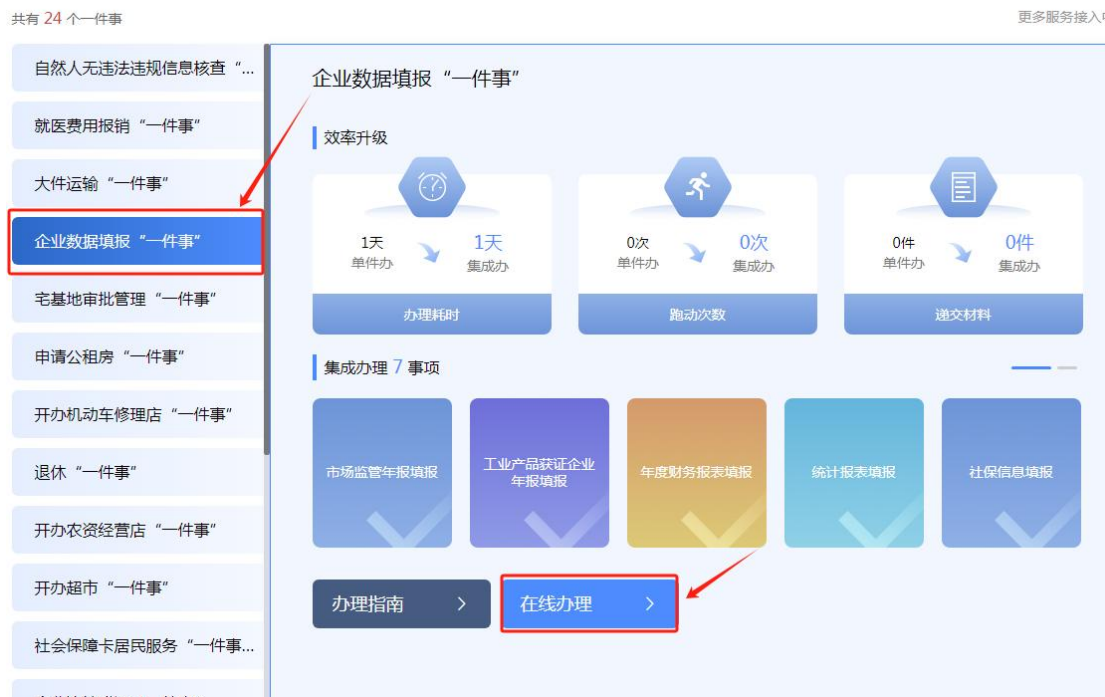 共有 24 个一件事
更多服务接入
自然人无违法违规信息核查“...
就医费用报销“一件事”
大件运输“一件事”
企业数据填报“一件事”
宅基地审批管理“一件事”
申请公租房“一件事”
开办机动车修理店“一件事”
退休“一件事”
开办农资经营店“一件事”
开办超市“一件事”
社会保障卡居民服务“一件事...
企业数据填报“一件事”
效率升级
1天
单件办
1天
集成办
办理耗时
0次
单件办
0次
集成办
跑动次数
0件
单件办
0件
集成办
递交材料
集成办理 7 事项
市场监管年报填报
工业产品获证企业
年报填报
年度财务报表填报
统计报表填报
社保信息填报
办理指南
在线办理